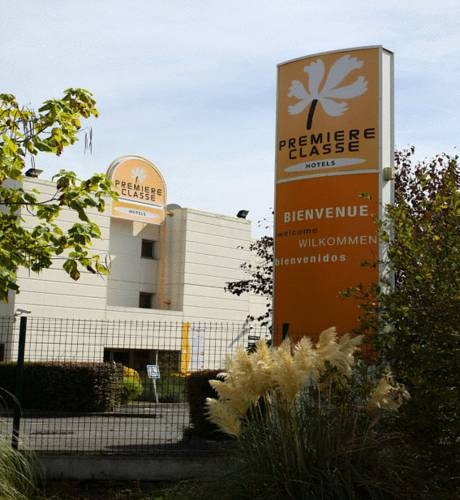 PREMIERE
CLASSE
HOTELS
BIENVENUE
welcome
WILKOMMEN
bienvenidos
PREMIERE
CLASSE
HOTELS